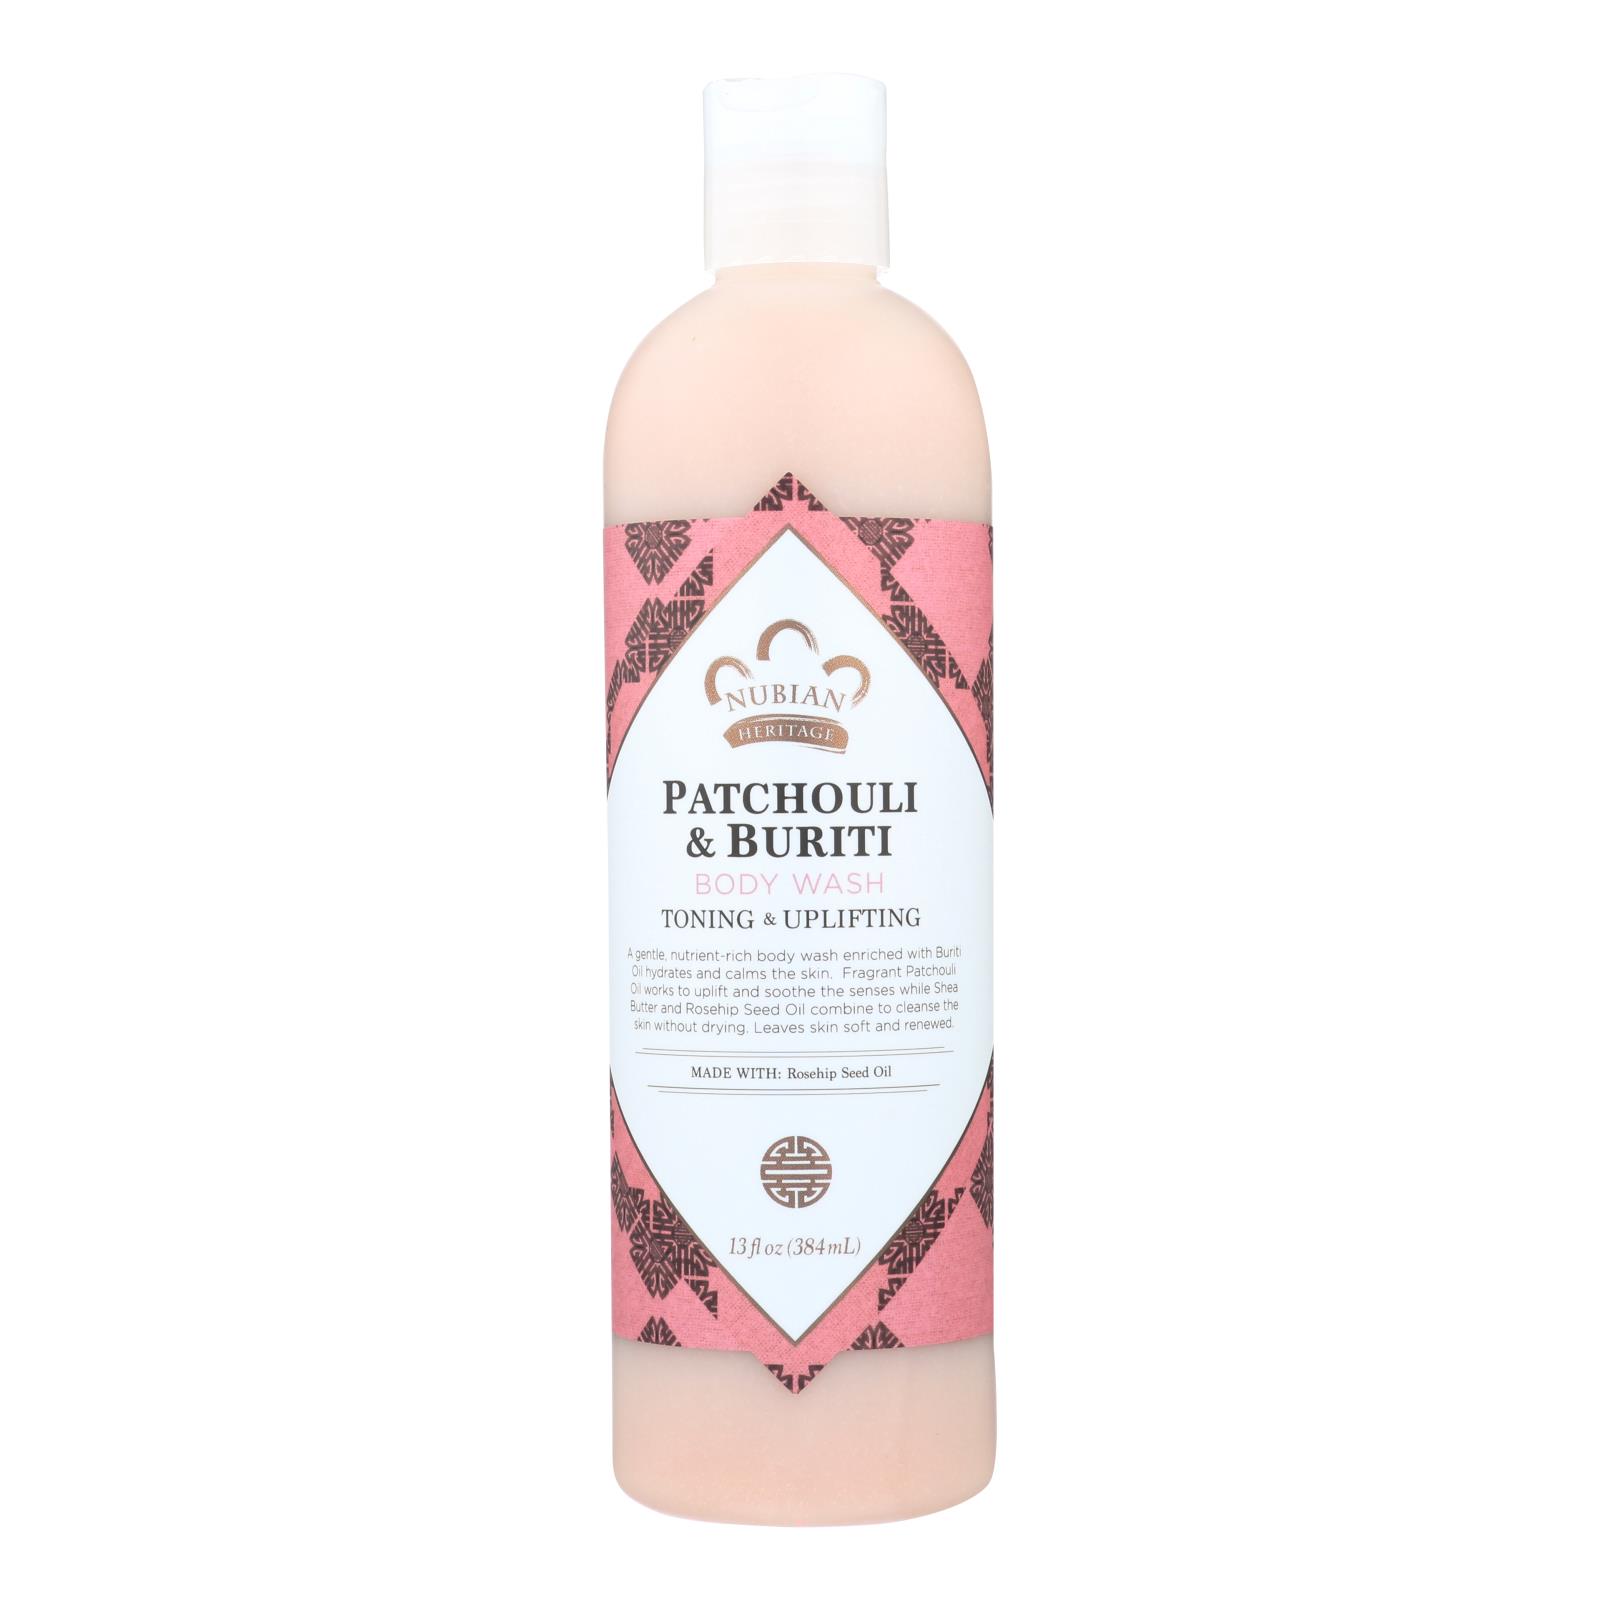 NUBIAN
HERITAGE
PATCHOULI
& BURITI
BODY WASH
TONING & UPLIFTING
A gentle, nutrient-rich body wash enriched with Buriti
Oil hydrates and calms the skin. Fragrant Patchouli
Oil works to uplift and soothe the senses while Shea
Butter and Rosehip Seed Oil combine to cleanse the
skin without drying. Leaves skin soft and renewed.
MADE WITH: Rosehip Seed Oil
13 fl oz (384mL)